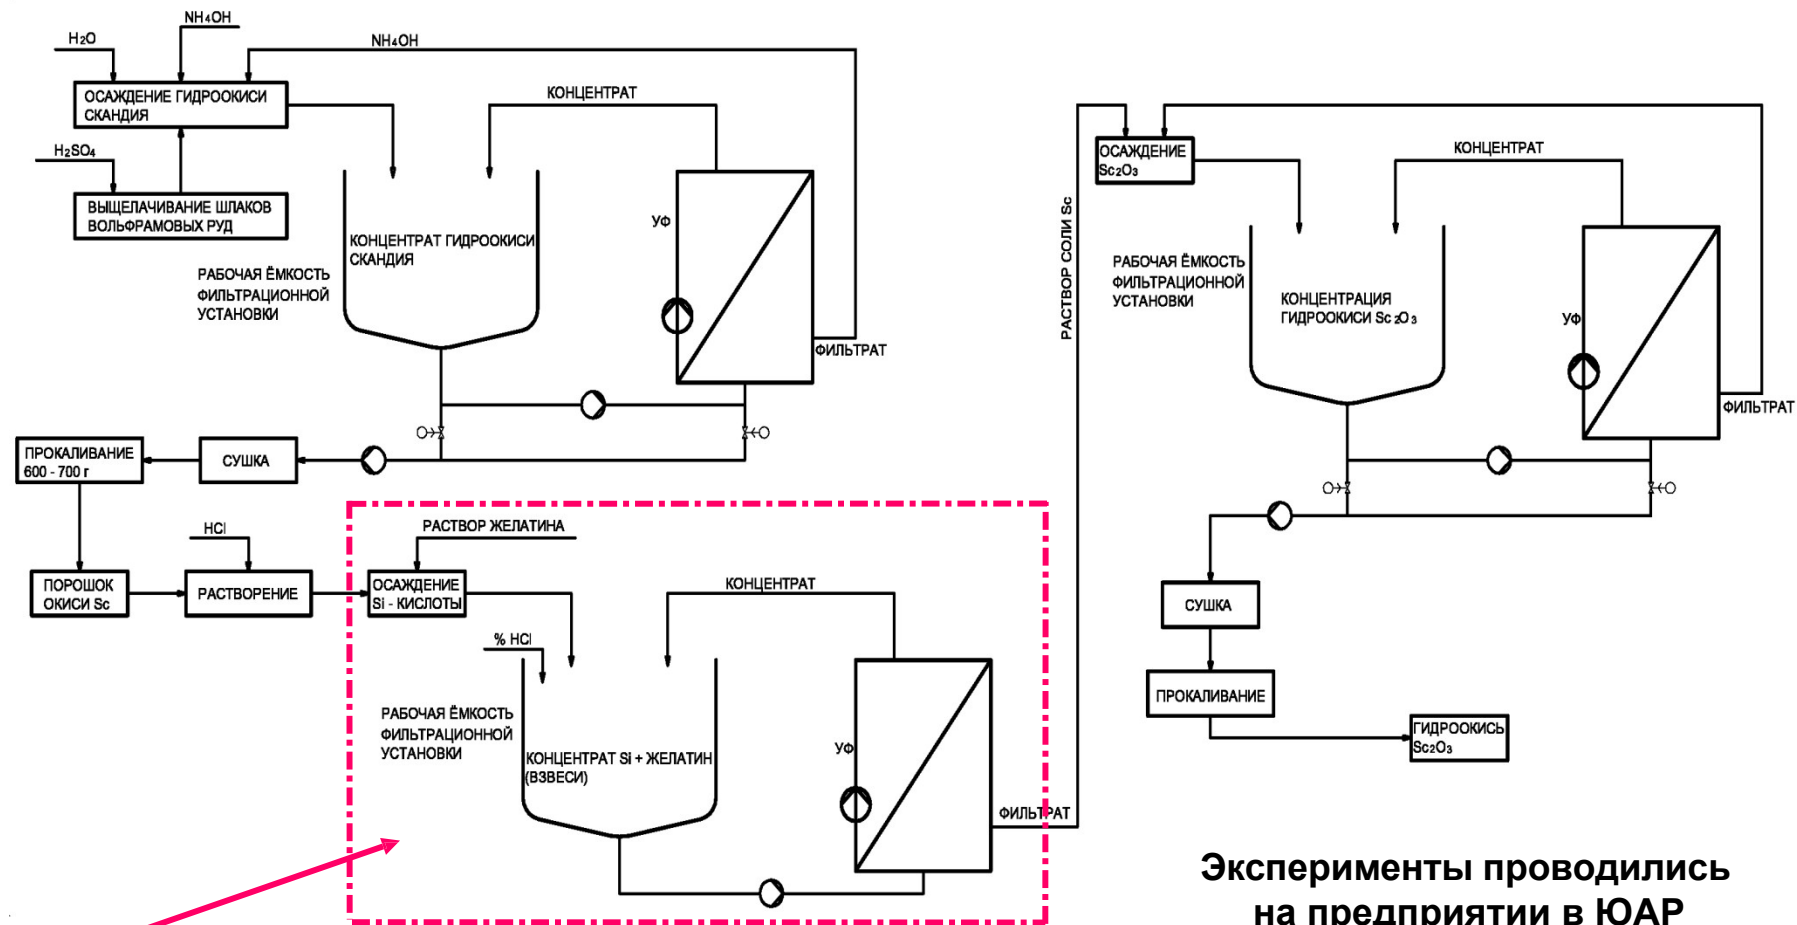 NH4OH
H2O
NH4OH
ОСАЖДЕНИЕ ГИДРООКИСИ
СКАНДИЯ
КОНЦЕНТРАТ
H2SO4
ВЫЩЕЛАЧИВАНИЕ ШЛАКОВ
ВОЛЬФРАМОВЫХ РУД
КОНЦЕНТРАТ ГИДРООКИСИ
СКАНДИЯ
УФ
РАБОЧАЯ ЁМКОСТЬ
ФИЛЬТРАЦИОННОЙ
УСТАНОВКИ
ФИЛЬТРАТ
ПРОКАЛИВАНИЕ
600 - 700 г
СУШКА
ПОРОШОК
ОКИСИ Sc
HCl
РАСТВОРЕНИЕ
РАСТВОР ЖЕЛАТИНА
ОСАЖДЕНИЕ
Si - КИСЛОТЫ
КОНЦЕНТРАТ
% HCl
РАБОЧАЯ ЁМКОСТЬ
ФИЛЬТРАЦИОННОЙ
УСТАНОВКИ
КОНЦЕНТРАТ Si + ЖЕЛАТИН
(ВЗВЕСИ)
УФ
ФИЛЬТРАТ
РАСТВОР СОЛИ Sc
ОСАЖДЕНИЕ
Sc2O3
КОНЦЕНТРАТ
РАБОЧАЯ ЁМКОСТЬ
ФИЛЬТРАЦИОННОЙ
УСТАНОВКИ
КОНЦЕНТРАЦИЯ
ГИДРООКИСИ Sc2O3
УФ
ФИЛЬТРАТ
СУШКА
ПРОКАЛИВАНИЕ
ГИДРООКИСЬ
Sc2O3
Эксперименты проводились
на предприятии в ЮАР